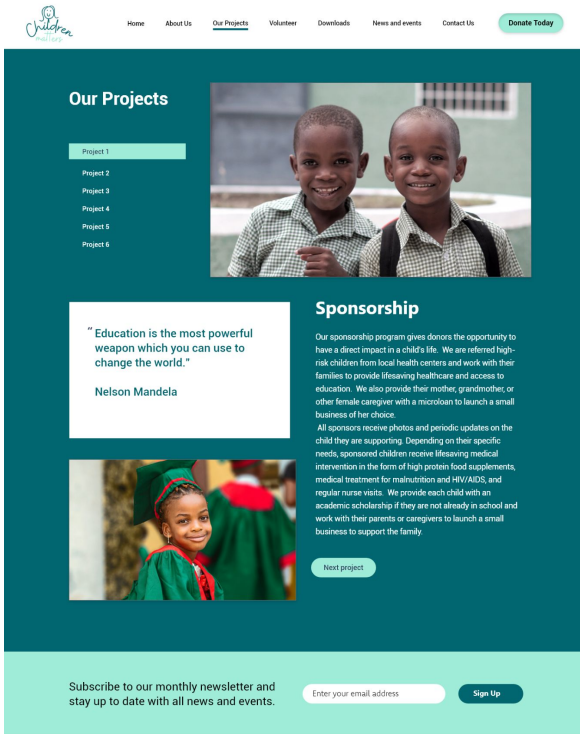 Children
matters
Home
About Us
Our Projects
Volunteer
Downloads
News and events
Contact Us
Donate Today
Our Projects
Project 1
Project 2
Project 3
Project 4
Project 5
Project 6
“ Education is the most powerful
weapon which you can use to
change the world."
Nelson Mandela
Sponsorship
Our sponsorship program gives donors the opportunity to
have a direct impact in a child's life. We are referred high-
risk children from local health centers and work with their
families to provide lifesaving healthcare and access to
education. We also provide their mother, grandmother, or
other female caregiver with a microloan to launch a small
business of her choice.
All sponsors receive photos and periodic updates on the
child they are supporting. Depending on their specific
needs, sponsored children receive lifesaving medical
intervention in the form of high protein food supplements,
medical treatment for malnutrition and HIV/AIDS, and
regular nurse visits. We provide each child with an
academic scholarship if they are not already in school and
work with their parents or caregivers to launch a small
business to support the family.
Next project
Subscribe to our monthly newsletter and
stay up to date with all news and events.
Enter your email address
Sign Up